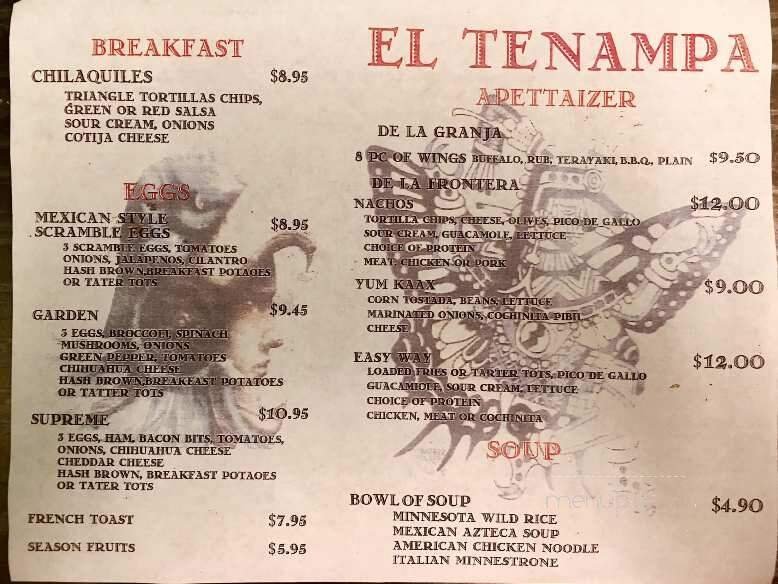 EL TENAMPA
BREAKFAST
CHILAQUILES $8.95
TRIANGLE TORTILLAS CHIPS,
GREEN OR RED SALSA
SOUR CREAM, ONIONS
COTIJA CHEESE
EGGS
MEXICAN STYLE
SCRAMBLE EGGS $8.95
3 SCRAMBLE EGGS, TOMATOES
ONIONS, JALAPENOS, CILANTRO
HASH BROWN,BREAKFAST POTAOES
OR TATER TOTS
GARDEN $9.45
3 EGGS, BROCCOLI, SPINACH
MUSHROOMS, ONIONS
GREEN PEPPER, TOMATOES
CHIHUAHUA CHEESE
HASH BROWN,BREAKFAST POTATOES
OR TATTER TOTS
SUPREME $10.95
3 EGGS, HAM, BACON BITS, TOMATOES,
ONIONS, CHIHUAHUA CHEESE
CHEDDAR CHEESE
HASH BROWN, BREAKFAST POTAOES
OR TATER TOTS
FRENCH TOAST $7.95
SEASON FRUITS $5.95
APETTAIZER
DE LA GRANJA
8 PC OF WINGS BUFFALO, RUB, TERAYAKI, B.B.Q., PLAIN $9.50
DE LA FRONTERA
NACHOS $12.00
TORTILLA CHIPS, CHEESE, OLIVES, PICO DE GALLO
SOUR CREAM, GUACAMOLE, LETTUCE
CHOICE OF PROTEIN
MEAT, CHICKEN OR PORK
YUM KAAX $9.00
CORN TOSTADA, BEANS, LETTUCE
MARINATED ONIONS, COCHINITA PIBIL
CHEESE
EASY WAY $12.00
LOADED FRIES OR TARTER TOTS, PICO DE GALLO
GUACAMIOLE, SOUR CREAM, LETTUCE
CHOICE OF PROTEIN
CHICKEN, MEAT OR COCHINITA
SOUP
BOWL OF SOUP $4.90
MINNESOTA WILD RICE
MEXICAN AZTECA SOUP
AMERICAN CHICKEN NOODLE
ITALIAN MINNESTRONE